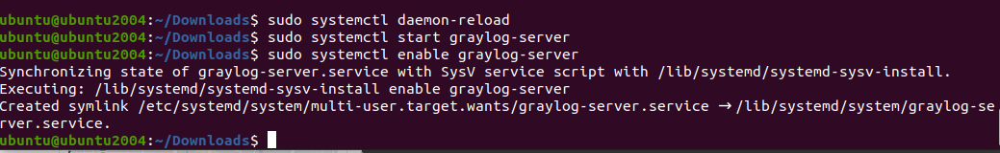 ubuntu@ubuntu2004:~/Downloads$ sudo systemctl daemon-reload
ubuntu@ubuntu2004:~/Downloads$ sudo systemctl start graylog-server
ubuntu@ubuntu2004:~/Downloads$ sudo systemctl enable graylog-server
Synchronizing state of graylog-server.service with SysV service script with /lib/systemd/systemd-sysv-install.
Executing: /lib/systemd/systemd-sysv-install enable graylog-server
Created symlink /etc/systemd/system/multi-user.target.wants/graylog-server.service → /lib/systemd/system/graylog-se
rver.service.
ubuntu@ubuntu2004:~/Downloads$